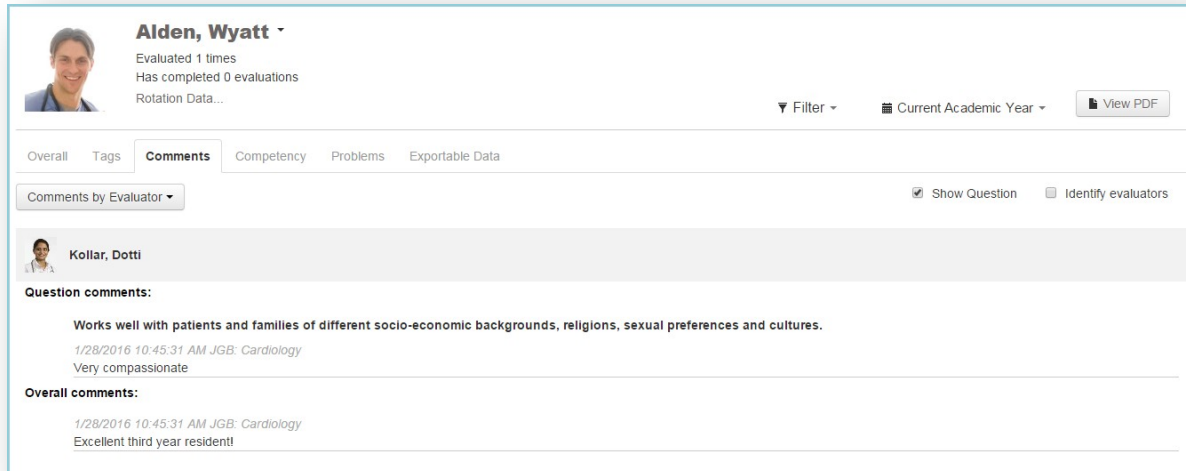 Alden, Wyatt
Evaluated 1 times
Has completed 0 evaluations
Rotation Data...
Filter
Current Academic Year
View PDF
Overall
Tags
Comments
Competency
Problems
Exportable Data
Comments by Evaluator
Show Question
Identify evaluators
Kollar, Dotti
Question comments:
Works well with patients and families of different socio-economic backgrounds, religions, sexual preferences and cultures.
1/28/2016 10:45:31 AM JGB: Cardiology
Very compassionate
Overall comments:
1/28/2016 10:45:31 AM JGB: Cardiology
Excellent third year resident!